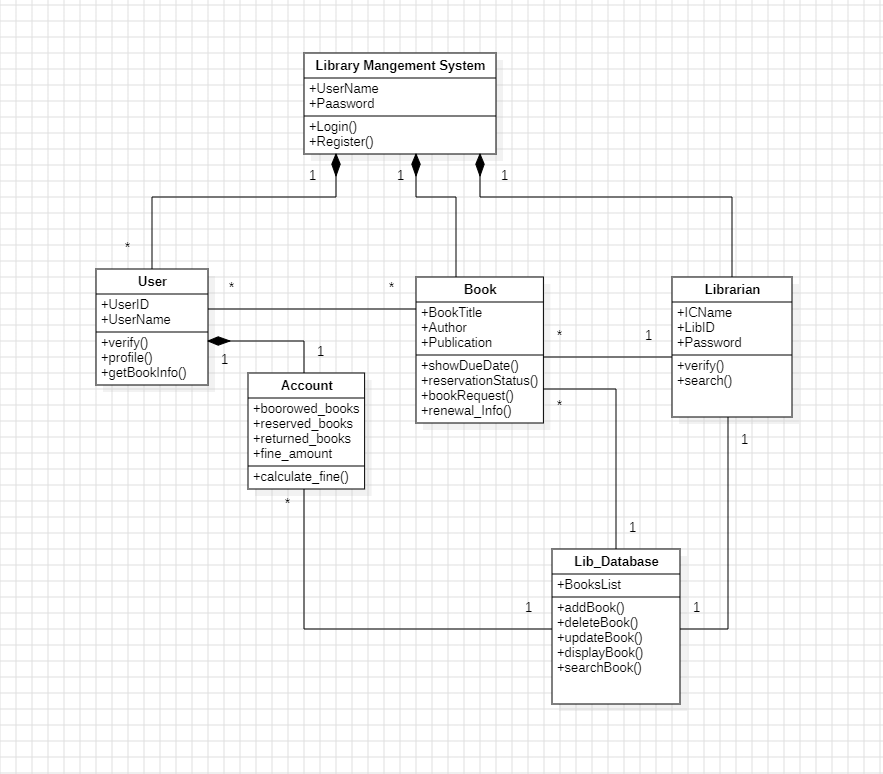 Library Mangement System
+UserName
+Paasword
+Login()
+Register()
1
1
1
*
User
+UserID
+UserName
+verify()
+profile()
+getBookInfo()
*
*
1
1
Book
+BookTitle
+Author
+Publication
+showDueDate()
+reservationStatus()
+bookRequest()
+renewal_Info()
*
1
*
Librarian
+ICName
+LibID
+Password
+verify()
+search()
1
Account
+boorowed_books
+reserved_books
+returned_books
+fine_amount
+calculate_fine()
*
1
1
1
Lib_Database
+BooksList
+addBook()
+deleteBook()
+updateBook()
+displayBook()
+searchBook()